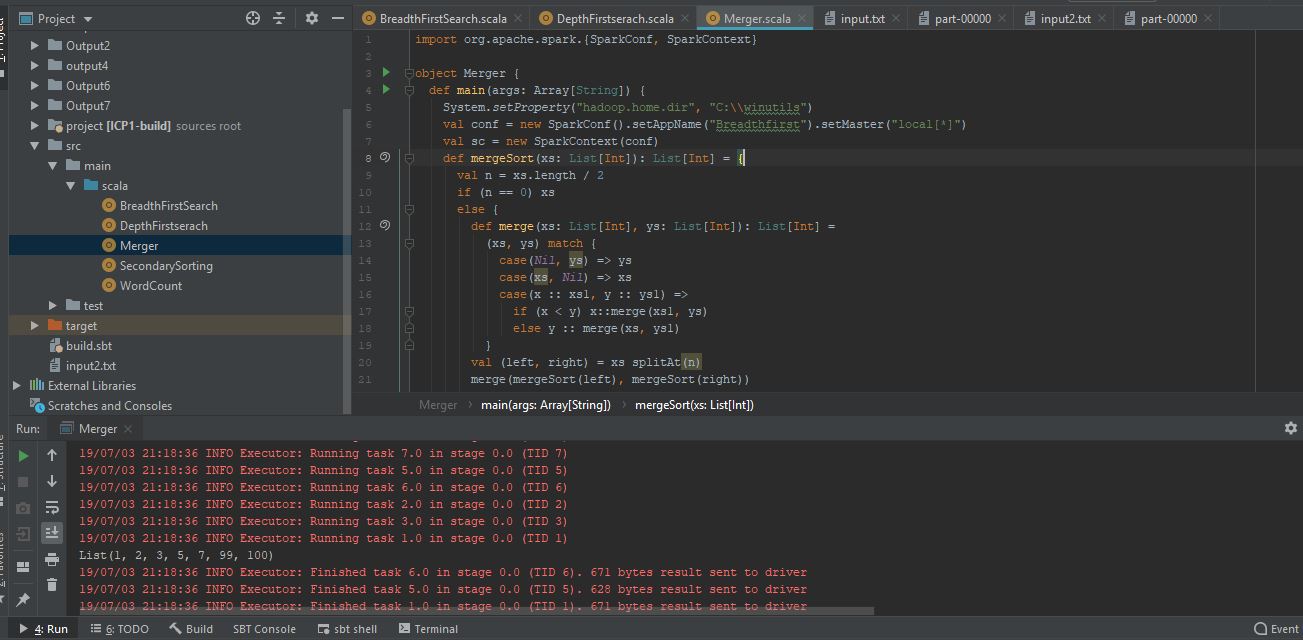 Project
Output2
output4
Output6
Output7
project [ICP1-build] sources root
src
main
scala
BreadthFirstSearch
DepthFirstserach
Merger
SecondarySorting
WordCount
test
target
build.sbt
input2.txt
External Libraries
Scratches and Consoles
BreadthFirstSearch.scala
DepthFirstserach.scala
Merger.scala
input.txt
part-00000
input2.txt
part-00000
1 import org.apache.spark.{SparkConf, SparkContext}
2
3 object Merger {
4 def main(args: Array[String]) {
5 System.setProperty("hadoop.home.dir", "C:\\winutils")
6 val conf = new SparkConf().setAppName("Breadthfirst").setMaster("local[*]")
7 val sc = new SparkContext(conf)
8 def mergeSort(xs: List[Int]): List[Int] = {
9 val n = xs.length / 2
10 if (n == 0) xs
11 else {
12 def merge(xs: List[Int], ys: List[Int]): List[Int] =
13 (xs, ys) match {
14 case(Nil, ys) => ys
15 case(xs, Nil) => xs
16 case(x :: xs1, y :: ys1) =>
17 if (x < y) x::merge(xs1, ys)
18 else y :: merge(xs, ys1)
19 }
20 val (left, right) = xs splitAt(n)
21 merge(mergeSort(left), mergeSort(right))
Merger › main(args: Array[String]) › mergeSort(xs: List[Int])
Run: Merger
19/07/03 21:18:36 INFO Executor: Running task 7.0 in stage 0.0 (TID 7)
19/07/03 21:18:36 INFO Executor: Running task 5.0 in stage 0.0 (TID 5)
19/07/03 21:18:36 INFO Executor: Running task 6.0 in stage 0.0 (TID 6)
19/07/03 21:18:36 INFO Executor: Running task 2.0 in stage 0.0 (TID 2)
19/07/03 21:18:36 INFO Executor: Running task 3.0 in stage 0.0 (TID 3)
19/07/03 21:18:36 INFO Executor: Running task 1.0 in stage 0.0 (TID 1)
List(1, 2, 3, 5, 7, 99, 100)
19/07/03 21:18:36 INFO Executor: Finished task 6.0 in stage 0.0 (TID 6). 671 bytes result sent to driver
19/07/03 21:18:36 INFO Executor: Finished task 5.0 in stage 0.0 (TID 5). 628 bytes result sent to driver
19/07/03 21:18:36 INFO Executor: Finished task 1.0 in stage 0.0 (TID 1). 671 bytes result sent to driver
4: Run 6: TODO Build SBT Console sbt shell Terminal Event